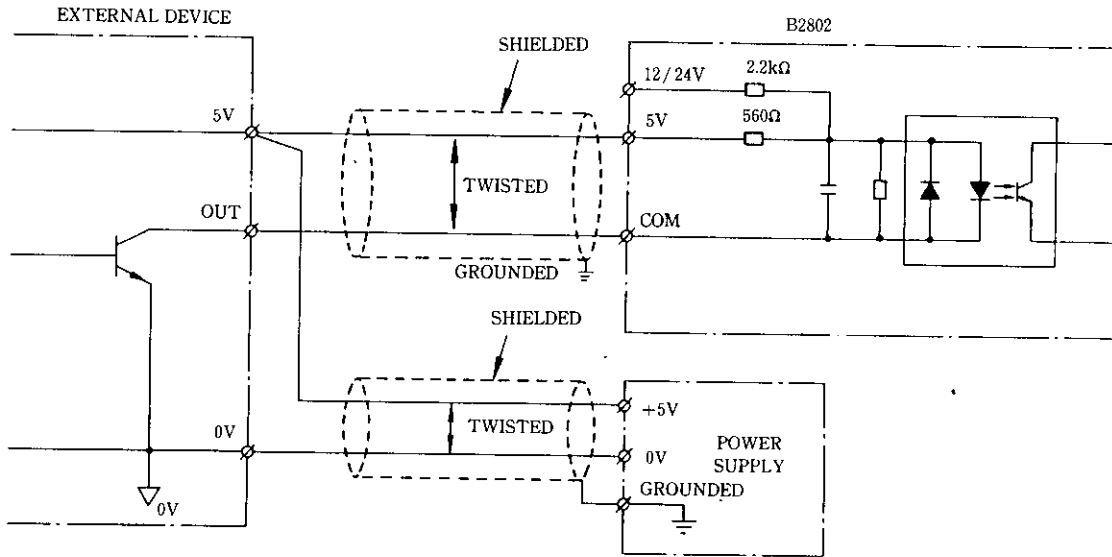 EXTERNAL DEVICE
B2802
SHIELDED
12/24V
2.2kΩ
5V
5V
560Ω
TWISTED
OUT
COM
GROUNDED
SHIELDED
+5V
TWISTED
0V
0V
POWER
SUPPLY
GROUNDED
0V